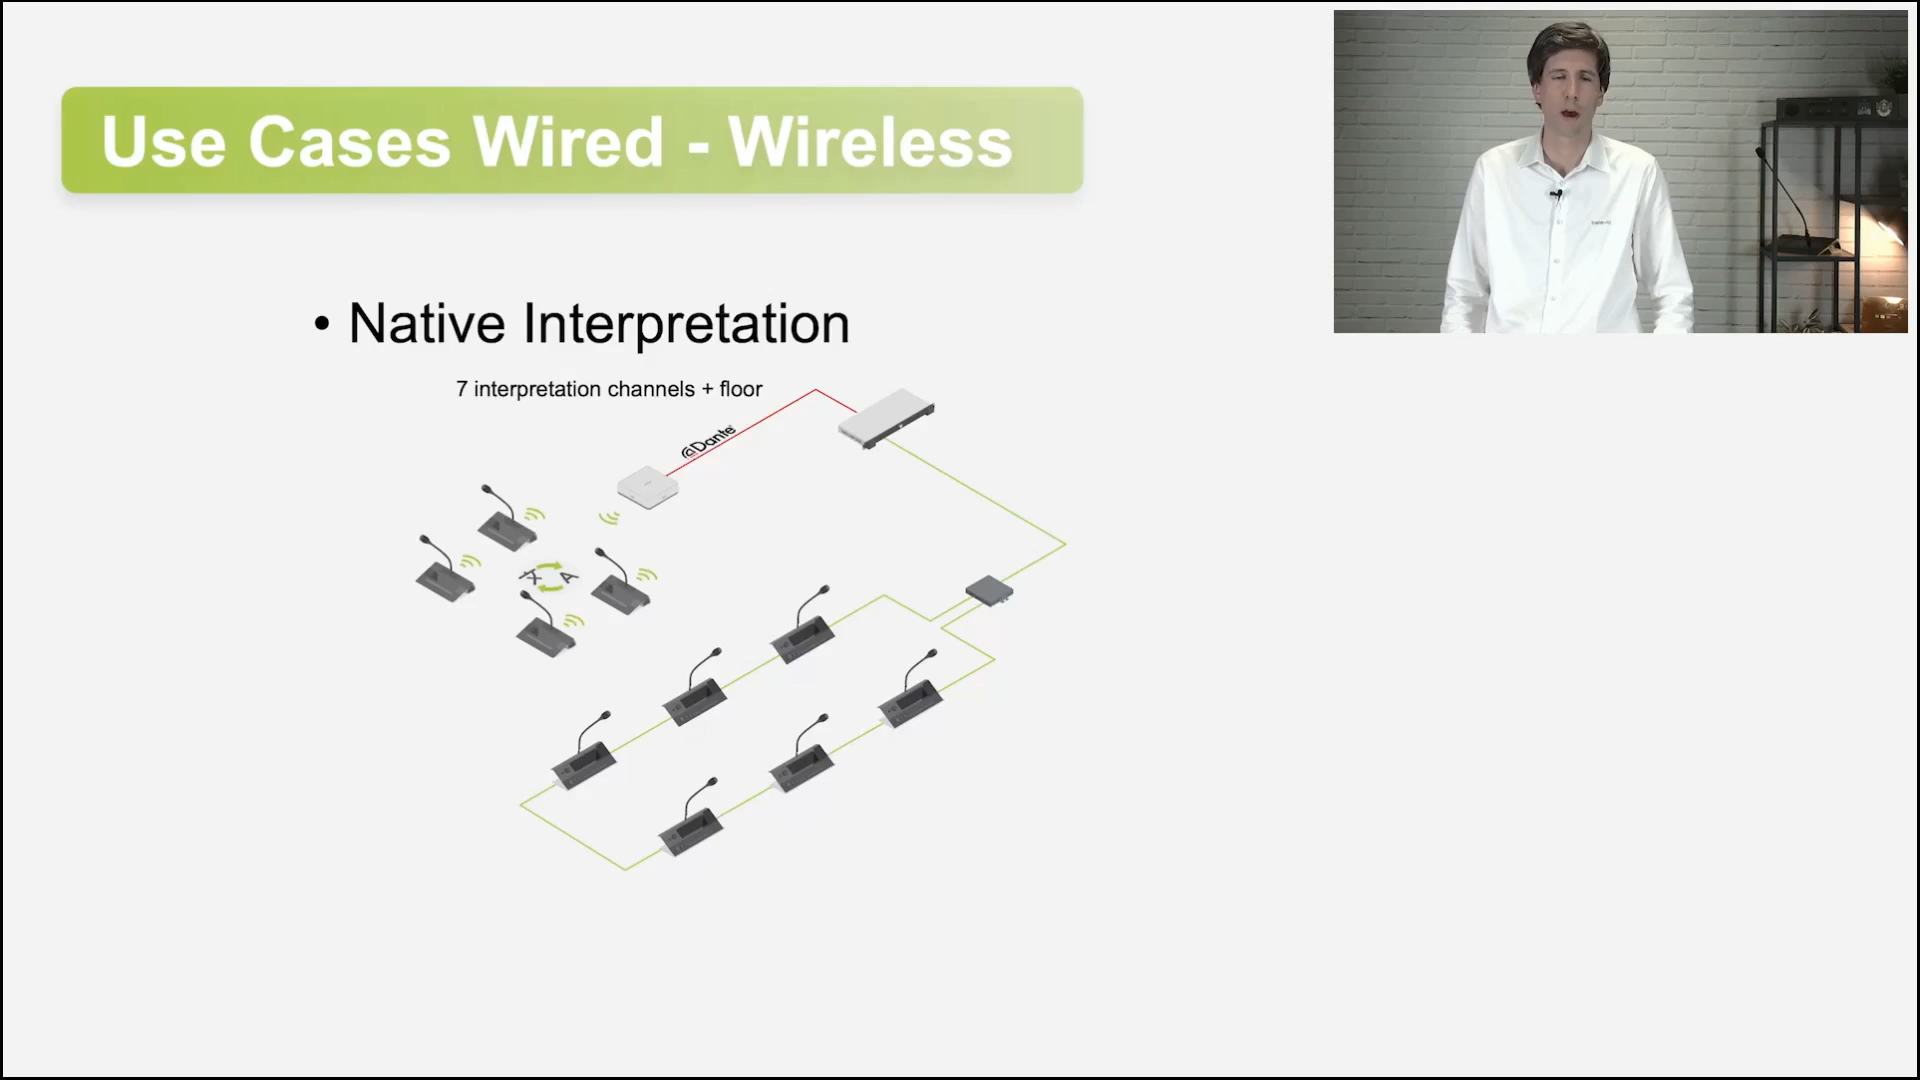 Use Cases Wired - Wireless
• Native Interpretation
7 interpretation channels + floor
Dante